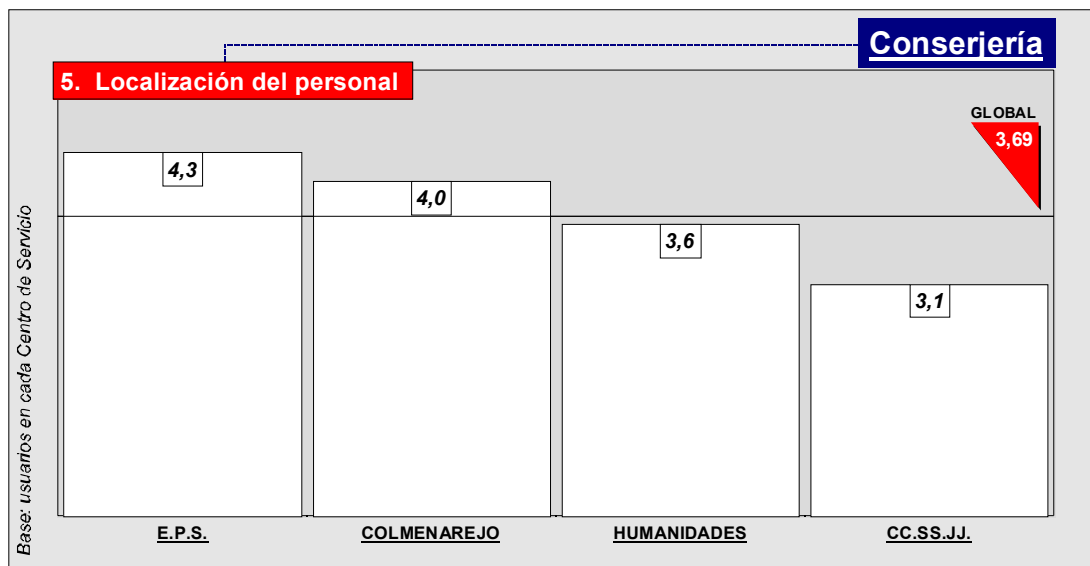 Conserjería
5. Localización del personal
GLOBAL
3,69
4,3
4,0
3,6
3,1
Base: usuarios en cada Centro de Servicio
E.P.S.
COLMENAREJO
HUMANIDADES
CC.SS.JJ.